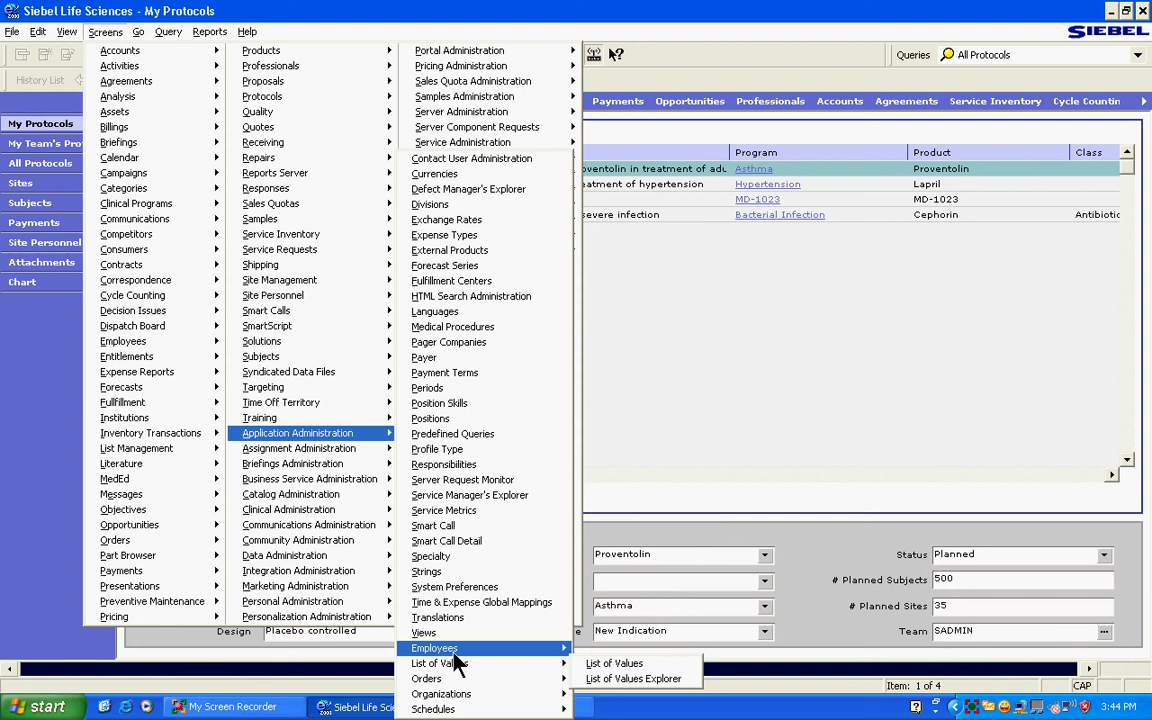 Siebel Life Sciences - My Protocols
File Edit View Screens Go Query Reports Help
SIEBEL
History List
Queries All Protocols
Payments Opportunities Professionals Accounts Agreements Service Inventory Cycle Countin
My Protocols
My Team's Pro
All Protocols
Sites
Subjects
Payments
Site Personnel
Attachments
Chart
Accounts
Activities
Agreements
Analysis
Assets
Billings
Briefings
Calendar
Campaigns
Categories
Clinical Programs
Communications
Competitors
Consumers
Contracts
Correspondence
Cycle Counting
Decision Issues
Dispatch Board
Employees
Entitlements
Expense Reports
Forecasts
Fullfillment
Institutions
Inventory Transactions
List Management
Literature
MedEd
Messages
Objectives
Opportunities
Orders
Part Browser
Payments
Presentations
Preventive Maintenance
Pricing
Products
Professionals
Proposals
Protocols
Quality
Quotes
Receiving
Repairs
Reports Server
Responses
Sales Quotas
Samples
Service Inventory
Service Requests
Shipping
Site Management
Site Personnel
Smart Calls
SmartScript
Solutions
Subjects
Syndicated Data Files
Targeting
Time Off Territory
Training
Application Administration
Assignment Administration
Briefings Administration
Business Service Administration
Catalog Administration
Clinical Administration
Communications Administration
Community Administration
Data Administration
Integration Administration
Marketing Administration
Personal Administration
Personalization Administration
Portal Administration
Pricing Administration
Sales Quota Administration
Samples Administration
Server Administration
Server Component Requests
Service Administration
Contact User Administration
Currencies
Defect Manager's Explorer
Divisions
Exchange Rates
Expense Types
External Products
Forecast Series
Fulfillment Centers
HTML Search Administration
Languages
Medical Procedures
Pager Companies
Payer
Payment Terms
Periods
Position Skills
Positions
Predefined Queries
Profile Type
Responsibilities
Server Request Monitor
Service Manager's Explorer
Service Metrics
Smart Call
Smart Call Detail
Specialty
Strings
System Preferences
Time & Expense Global Mappings
Translations
Views
Employees
List of Val s
Orders
Organizations
Schedules
List of Values
List of Values Explorer
Program Product Class
oventolin in treatment of adu Asthma Proventolin
eatment of hypertension Hypertension Lapril
MD-1023 MD-1023
severe infection Bacterial Infection Cephorin Antibiotic
Proventolin Status Planned
# Planned Subjects 500
Asthma # Planned Sites 35
Design Placebo controlled New Indication Team SADMIN
Item: 1 of 4 CAP
start My Screen Recorder Siebel Life Scien 3:44 PM